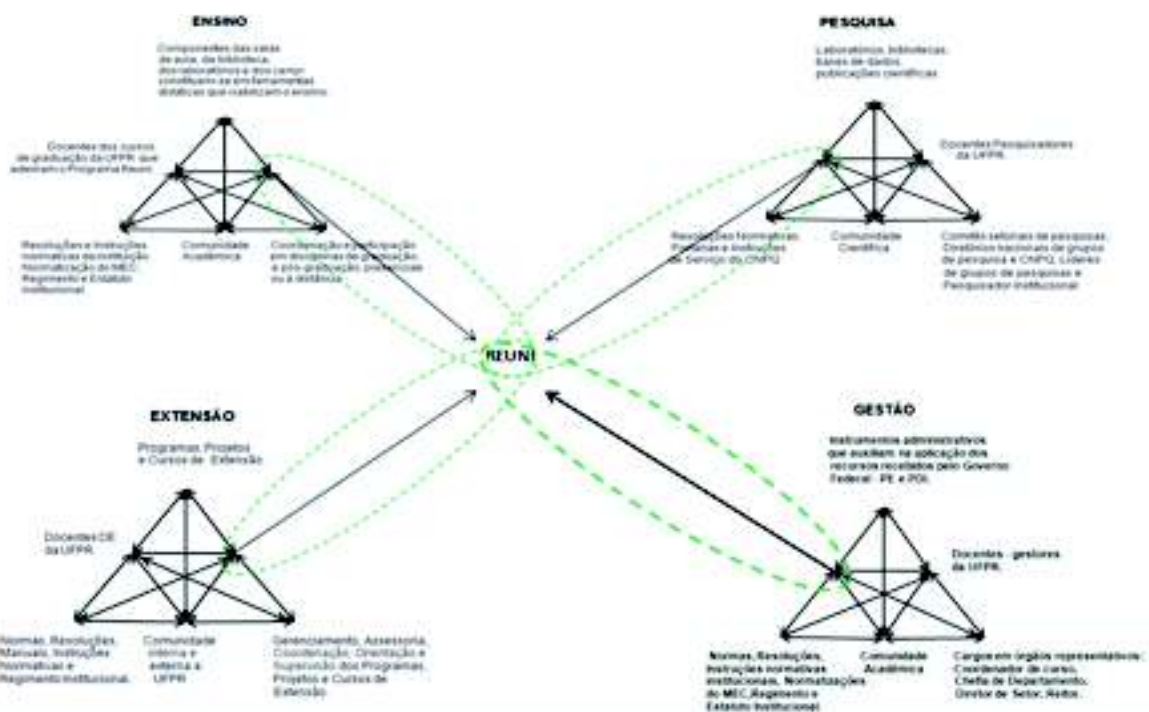 ENSINO
Componentes das salas
de aula, da biblioteca,
dos laboratórios e dos campi
constituem-se em ferramentas
didáticas que viabilizam o ensino.
Docentes dos cursos
de graduação da UFPR que
aderiram o Programa Reuni
Resoluções e Instruções
normativas da instituição
Normatização do MEC,
Regimento e Estatuto
Institucional
Comunidade
Acadêmica
Coordenação e participação
em disciplinas de graduação
e pós-graduação, presenciais
ou a distância
PESQUISA
Laboratórios, bibliotecas,
bases de dados,
publicações científicas.
Docentes Pesquisadores
da UFPR.
Resoluções Normativas,
Portarias e Instruções
de Serviço do CNPQ
Comunidade
Científica
Comitês setoriais de pesquisas,
Diretórios nacionais de grupos
de pesquisa e CNPQ, Líderes
de grupos de pesquisas e
Pesquisador Institucional
REUNI
EXTENSÃO
Programas, Projetos
e Cursos de Extensão
Docentes DE
da UFPR
Normas, Resoluções,
Manuais, Instruções
Normativas e
Regimento Institucional.
Comunidade
interna e
externa a
UFPR
Gerenciamento, Assessoria,
Coordenação, Orientação e
Supervisão dos Programas,
Projetos e Cursos de
Extensão
GESTÃO
Instrumentos administrativos
que auxiliam na aplicação dos
recursos recebidos pelo Governo
Federal - PE e PDI.
Docentes - gestores
da UFPR.
Normas, Resoluções,
Instruções normativas
institucionais, Normatizações
do MEC, Regimento e
Estatuto Institucional
Comunidade
Acadêmica
Cargos em órgãos representativos:
Coordenador de curso,
Chefia de Departamento,
Diretor de Setor, Reitor.